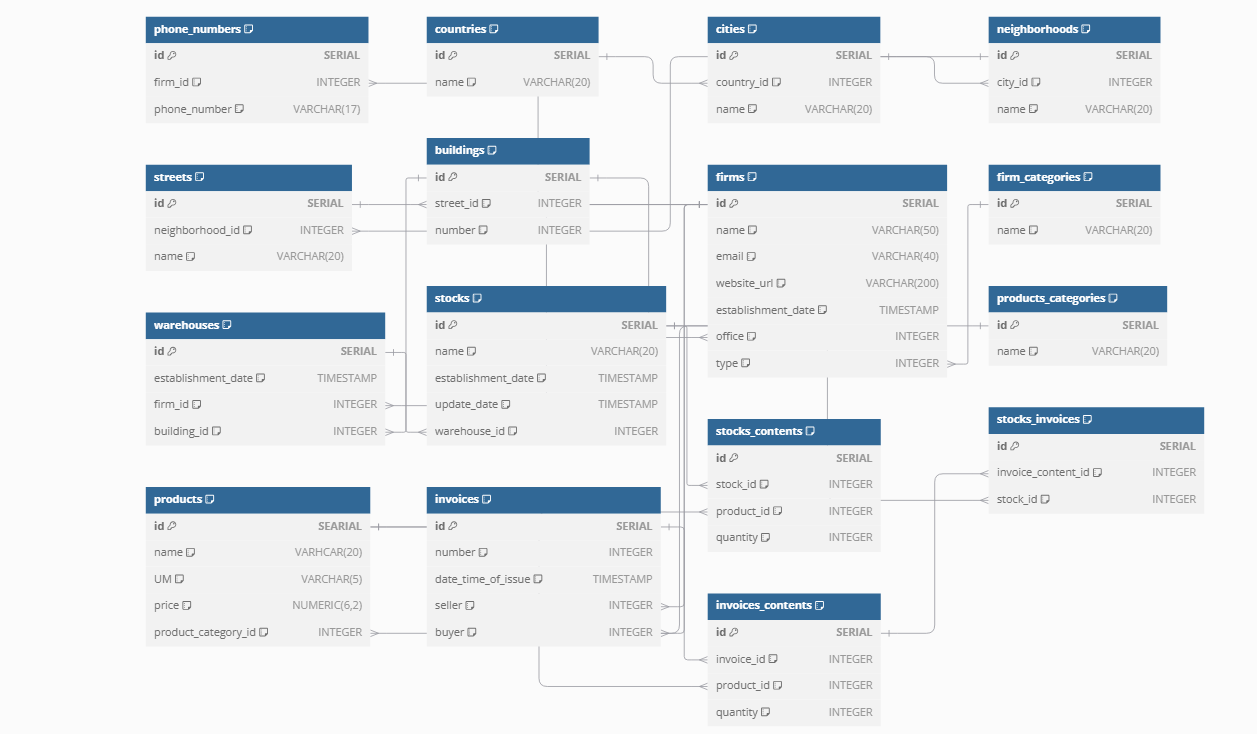 phone_numbers
id SERIAL
firm_id INTEGER
phone_number VARCHAR(17)
countries
id SERIAL
name VARCHAR(20)
cities
id SERIAL
country_id INTEGER
name VARCHAR(20)
neighborhoods
id SERIAL
city_id INTEGER
name VARCHAR(20)
streets
id SERIAL
neighborhood_id INTEGER
name VARCHAR(20)
buildings
id SERIAL
street_id INTEGER
number INTEGER
firms
id SERIAL
name VARCHAR(50)
email VARCHAR(40)
website_url VARCHAR(200)
establishment_date TIMESTAMP
office INTEGER
type INTEGER
firm_categories
id SERIAL
name VARCHAR(20)
warehouses
id SERIAL
establishment_date TIMESTAMP
firm_id INTEGER
building_id INTEGER
stocks
id SERIAL
name VARCHAR(20)
establishment_date TIMESTAMP
update_date TIMESTAMP
warehouse_id INTEGER
products_categories
id SERIAL
name VARCHAR(20)
stocks_contents
id SERIAL
stock_id INTEGER
product_id INTEGER
quantity INTEGER
stocks_invoices
id SERIAL
invoice_content_id INTEGER
stock_id INTEGER
products
id SEARIAL
name VARHCAR(20)
UM VARCHAR(5)
price NUMERIC(6,2)
product_category_id INTEGER
invoices
id SERIAL
number INTEGER
date_time_of_issue TIMESTAMP
seller INTEGER
buyer INTEGER
invoices_contents
id SERIAL
invoice_id INTEGER
product_id INTEGER
quantity INTEGER